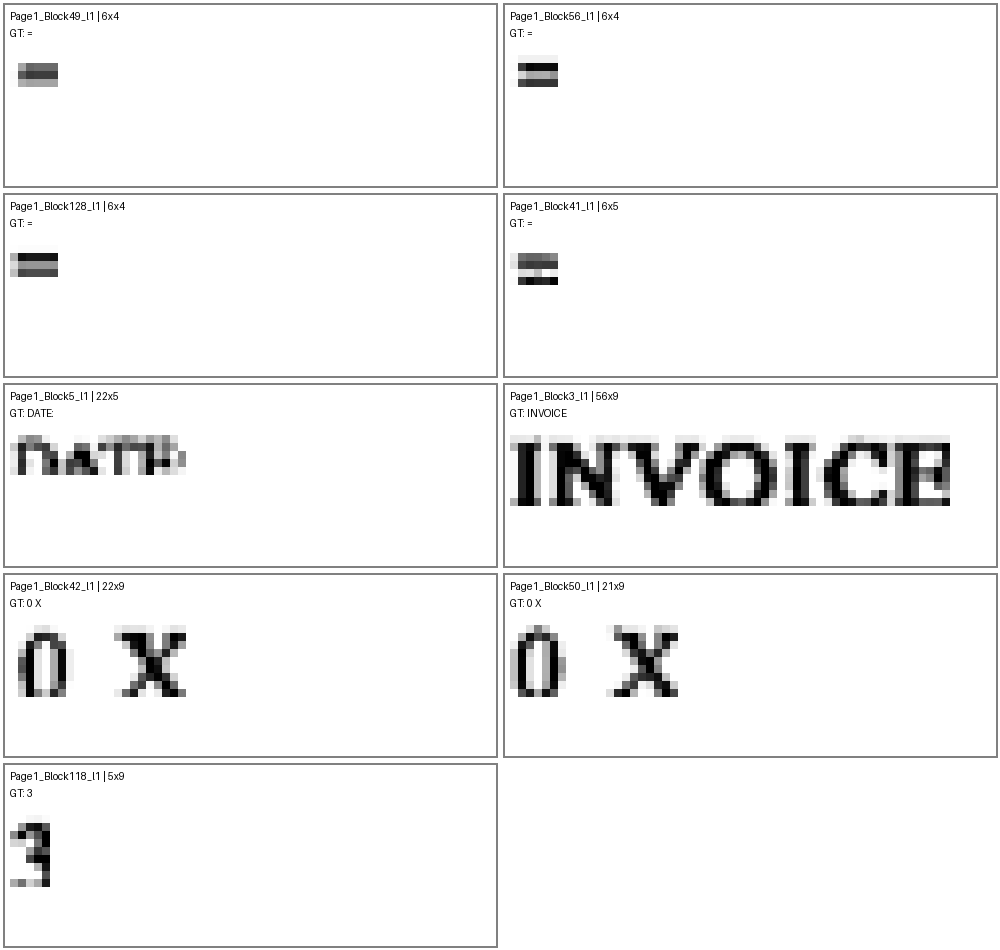 Page1_Block49_l1 | 6x4
GT: =
=
Page1_Block56_l1 | 6x4
GT: =
=
Page1_Block128_l1 | 6x4
GT: =
=
Page1_Block41_l1 | 6x5
GT: =
=
Page1_Block5_l1 | 22x5
GT: DATE:
DATE
Page1_Block3_l1 | 56x9
GT: INVOICE
INVOICE
Page1_Block42_l1 | 22x9
GT: 0 X
0 X
Page1_Block50_l1 | 21x9
GT: 0 X
0 X
Page1_Block118_l1 | 5x9
GT: 3
3